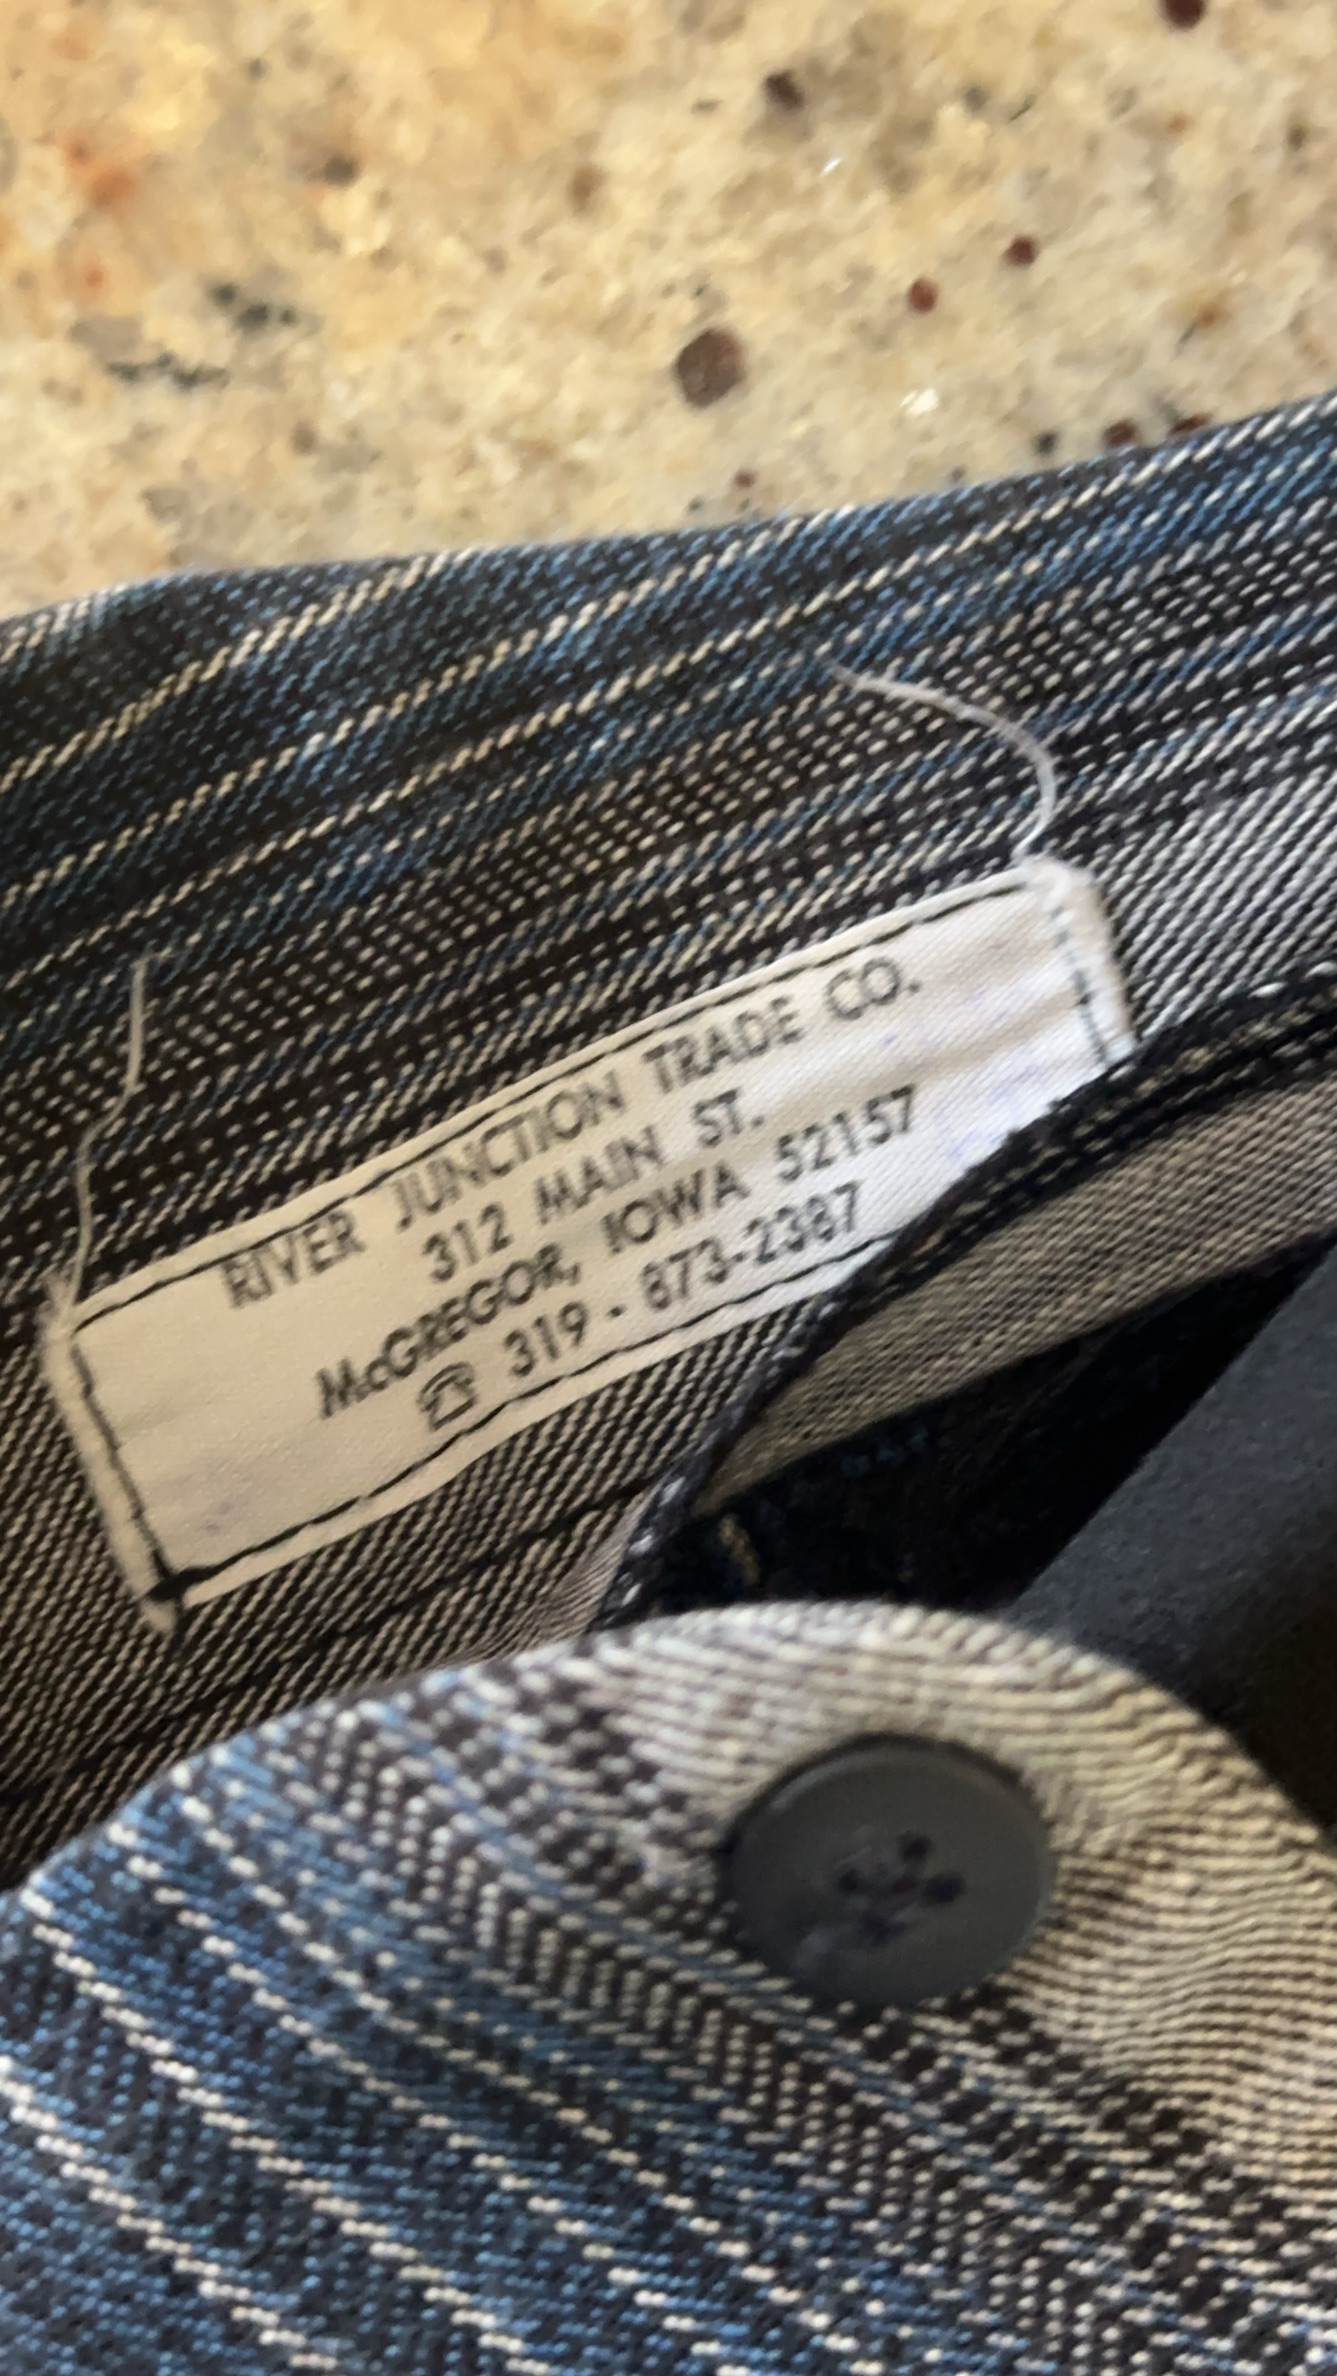 RIVER JUNCTION TRADE CO.
312 MAIN ST.
McGREGOR, IOWA 52157
☎ 319 - 873-2387